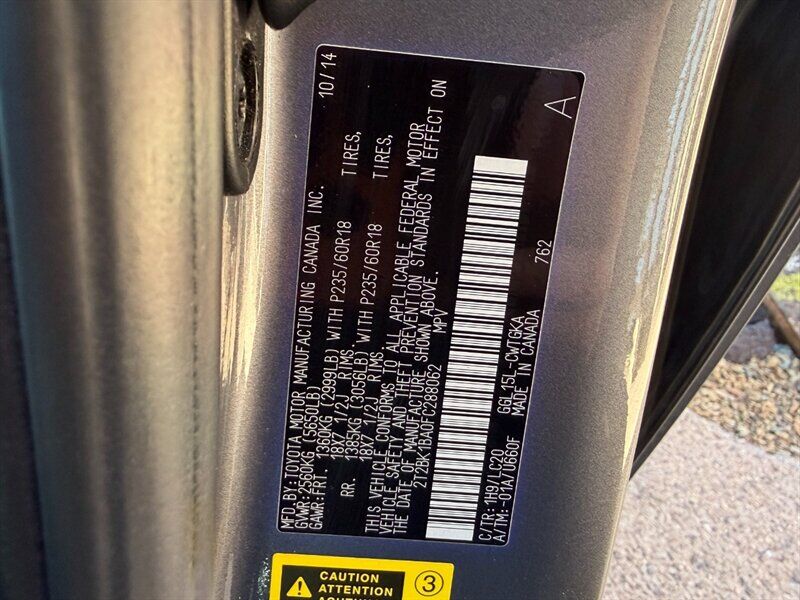 MFD.BY:TOYOTA MOTOR MANUFACTURING CANADA INC. 10/14
GVWR:2560KG (5650LB)
GAWR:FRT. 1360KG (2999LB) WITH P235/60R18 TIRES,
18X7 1/2J RIMS
RR. 1385KG (3056LB) WITH P235/60R18 TIRES,
18X7 1/2J RIMS
THIS VEHICLE CONFORMS TO ALL APPLICABLE FEDERAL MOTOR
VEHICLE SAFETY AND THEFT PREVENTION STANDARDS IN EFFECT ON
THE DATE OF MANUFACTURE SHOWN ABOVE.
2T2BK1BA0FC288062 MPV
C/TR:1H9/LC20 GGL15L-CWTGKA 762 A
A/TM:-01A/U660F MADE IN CANADA
CAUTION
ATTENTION
3